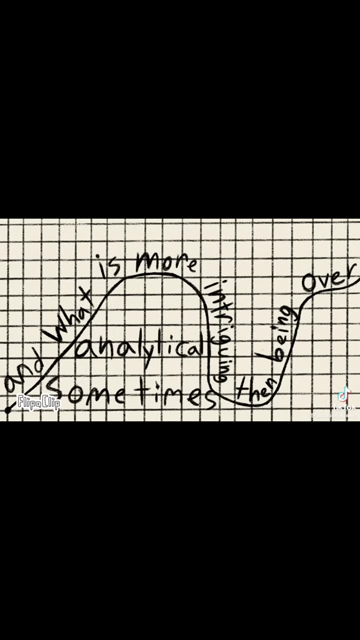 and what is more intriguing then being over
analytical
sometimes
FlipaClip